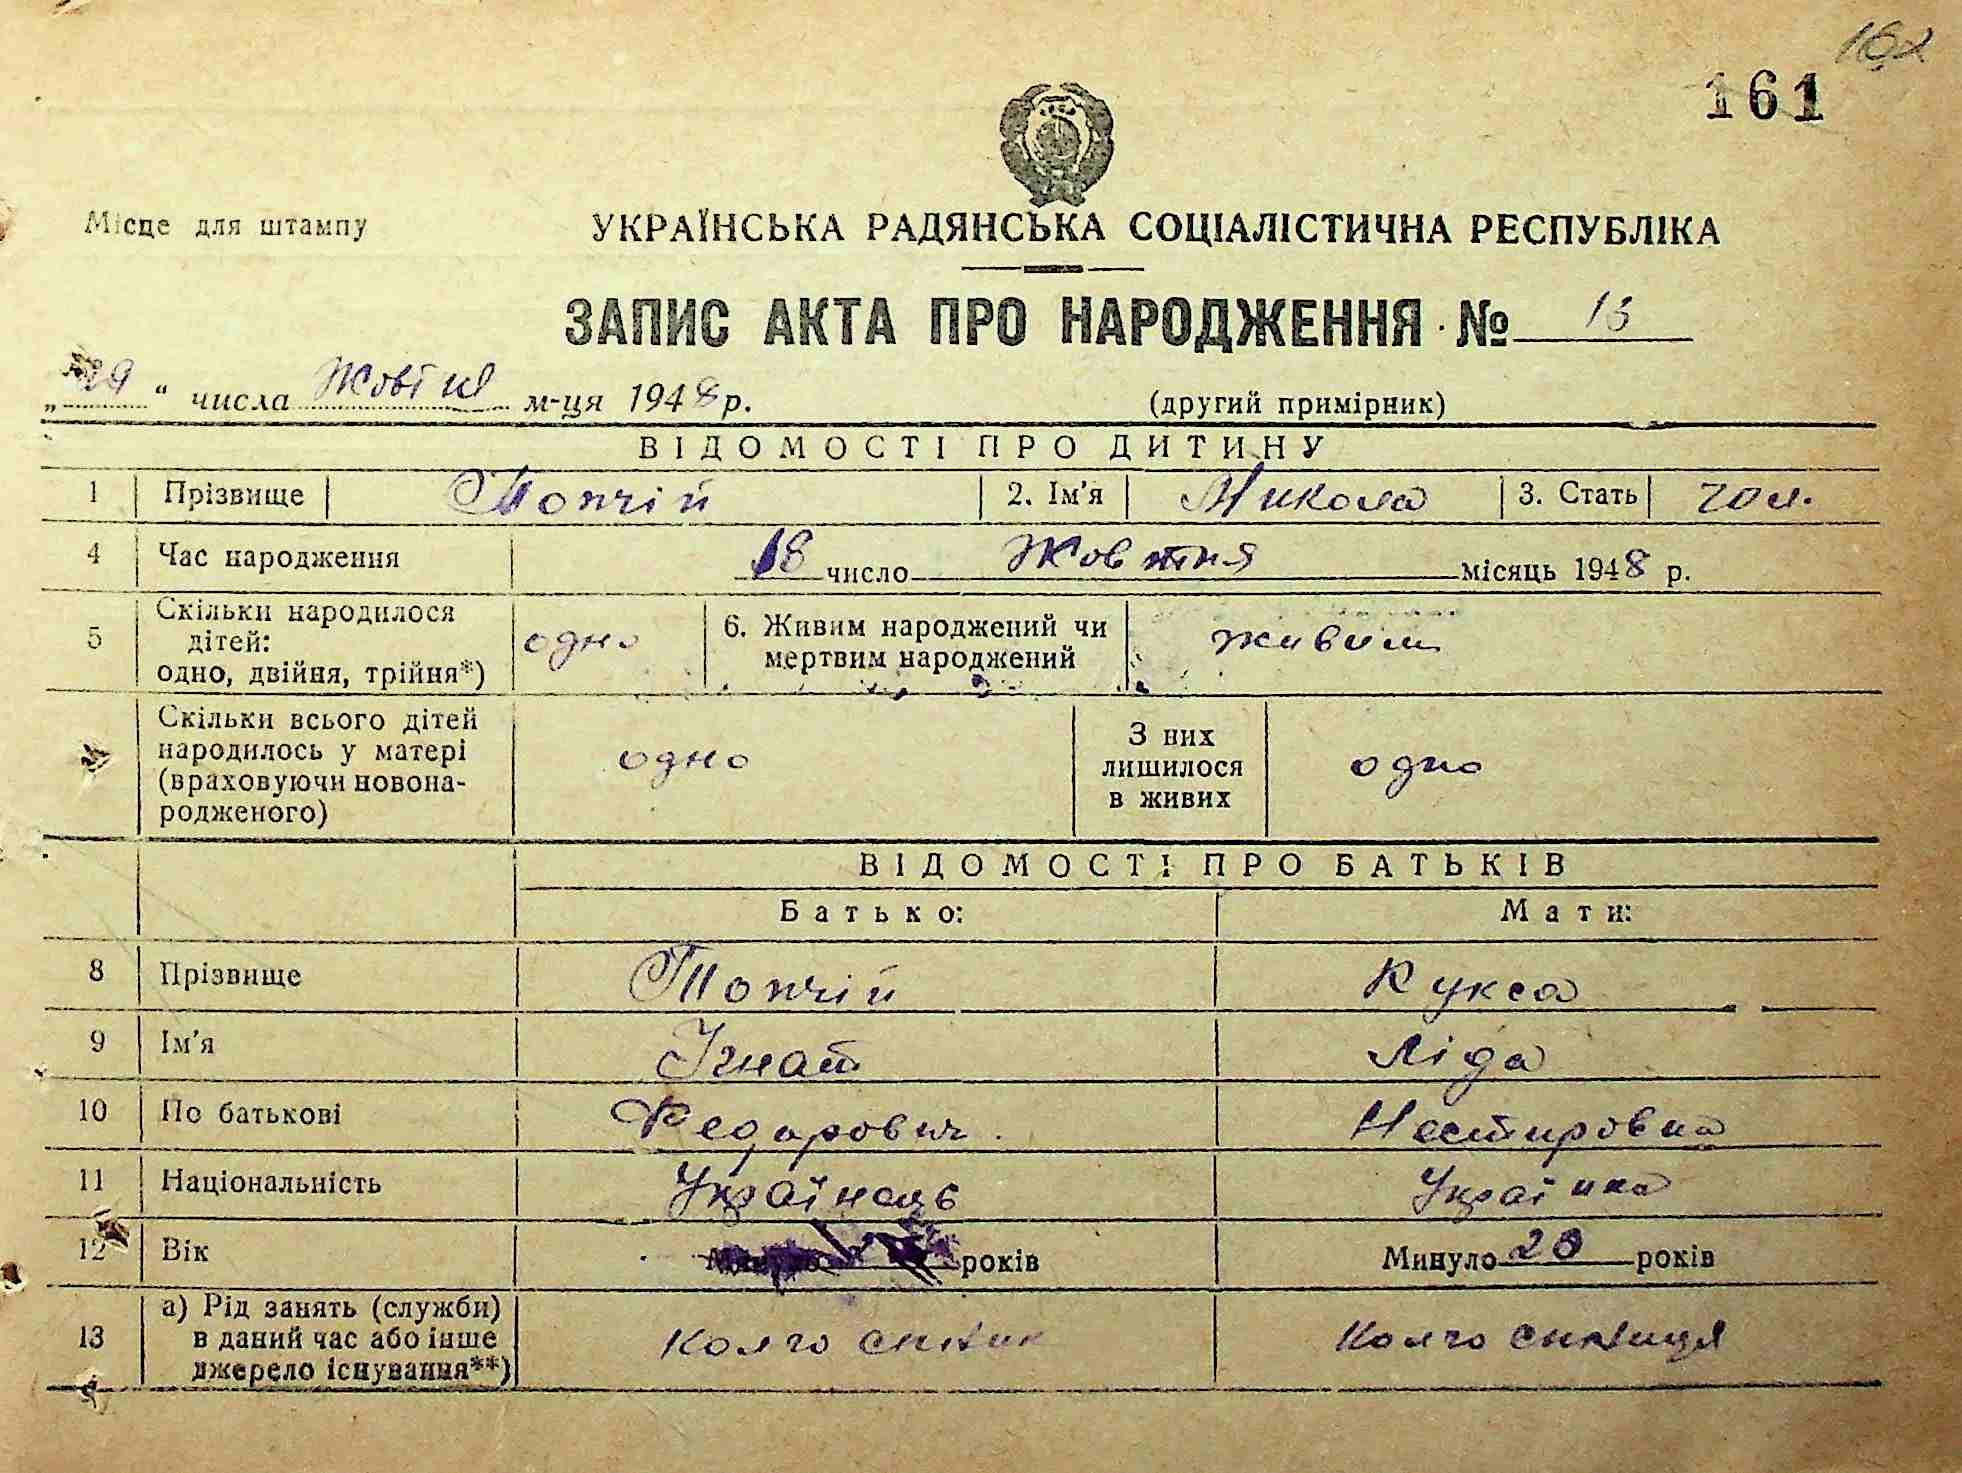 162
161
Місце для штампу
УКРАЇНСЬКА РАДЯНСЬКА СОЦІАЛІСТИЧНА РЕСПУБЛІКА
ЗАПИС АКТА ПРО НАРОДЖЕННЯ № 13
„29“ числа Жовтня м-ця 1948 р. (другий примірник)
ВІДОМОСТІ ПРО ДИТИНУ
1 Прізвище Топчій 2. Ім'я Микола 3. Стать чол.
4 Час народження 18 число Жовтня місяць 1948 р.
5 Скільки народилося дітей: одно, двійня, трійня*) одно 6. Живим народжений чи мертвим народжений живим
Скільки всього дітей народилось у матері (враховуючи новонародженого) одно З них лишилося в живих одно
ВІДОМОСТІ ПРО БАТЬКІВ
Батько: Мати:
8 Прізвище Топчій Кукса
9 Ім'я Ігнат Ліда
10 По батькові Федорович. Нестировна
11 Національність Українець Українка
12 Вік років Минуло 20 років
13 а) Рід занять (служби) в даний час або інше джерело існування**) Колгоспник Колгоспниця